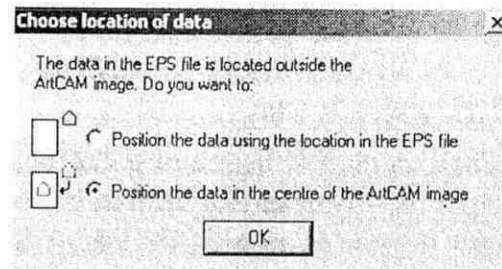 Choose location of data
The data in the EPS file is located outside the
ArtCAM image. Do you want to:
Position the data using the location in the EPS file
Position the data in the centre of the ArtCAM image
OK